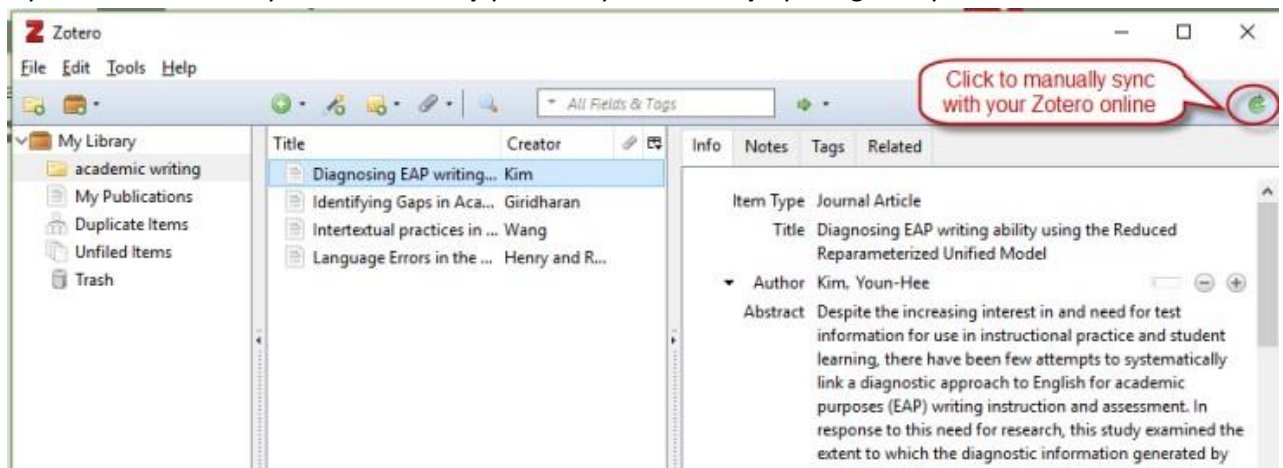 Zotero
File Edit Tools Help
Click to manually sync
with your Zotero online
All Fields & Tags
My Library
academic writing
My Publications
Duplicate Items
Unfiled Items
Trash
Title Creator
Diagnosing EAP writing... Kim
Identifying Gaps in Aca... Giridharan
Intertextual practices in ... Wang
Language Errors in the ... Henry and R...
Info Notes Tags Related
Item Type Journal Article
Title Diagnosing EAP writing ability using the Reduced
Reparameterized Unified Model
Author Kim, Youn-Hee
Abstract Despite the increasing interest in and need for test
information for use in instructional practice and student
learning, there have been few attempts to systematically
link a diagnostic approach to English for academic
purposes (EAP) writing instruction and assessment. In
response to this need for research, this study examined the
extent to which the diagnostic information generated by